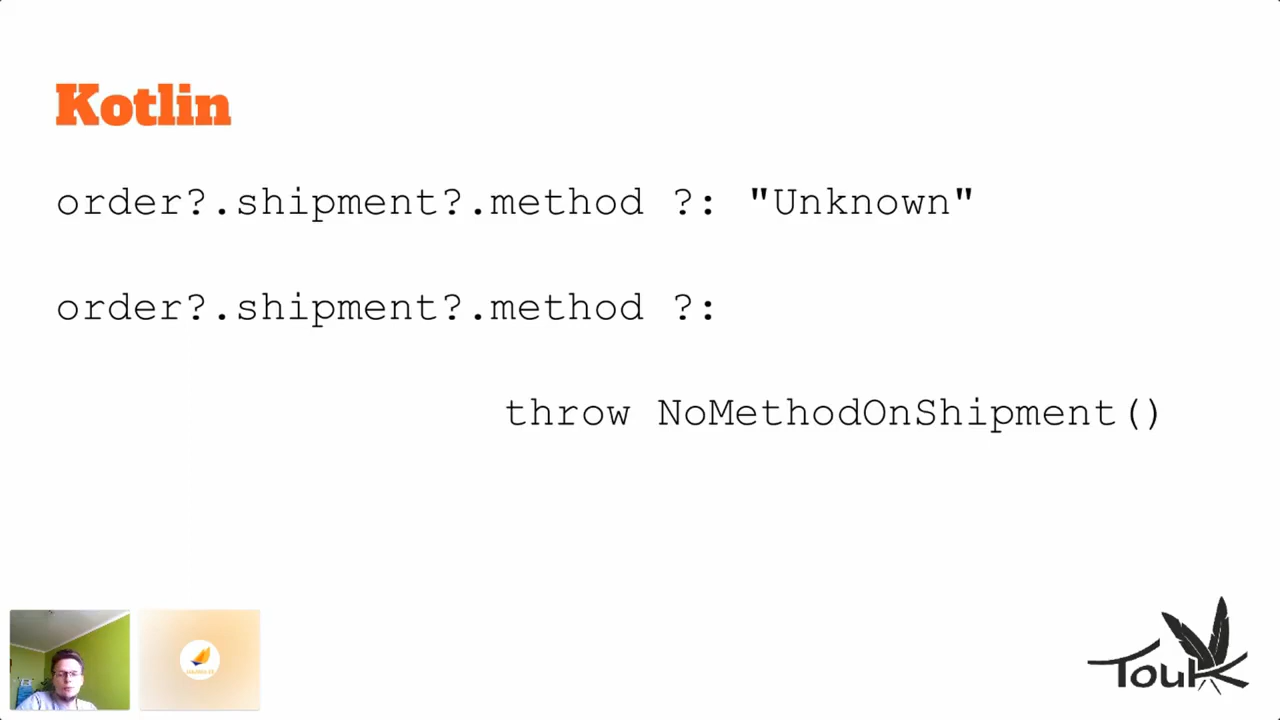 Kotlin
order?.shipment?.method ?: "Unknown"
order?.shipment?.method ?:
throw NoMethodOnShipment()
TouK